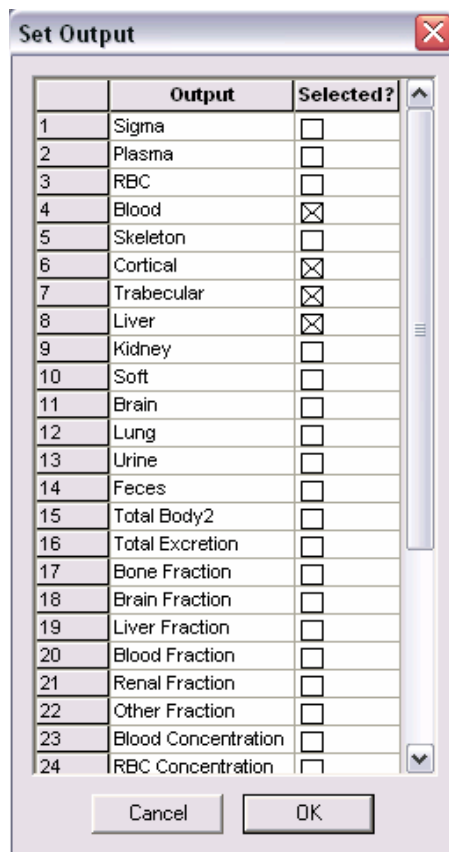 Set Output
Output Selected?
1 Sigma
2 Plasma
3 RBC
4 Blood
5 Skeleton
6 Cortical
7 Trabecular
8 Liver
9 Kidney
10 Soft
11 Brain
12 Lung
13 Urine
14 Feces
15 Total Body2
16 Total Excretion
17 Bone Fraction
18 Brain Fraction
19 Liver Fraction
20 Blood Fraction
21 Renal Fraction
22 Other Fraction
23 Blood Concentration
24 RBC Concentration
Cancel OK